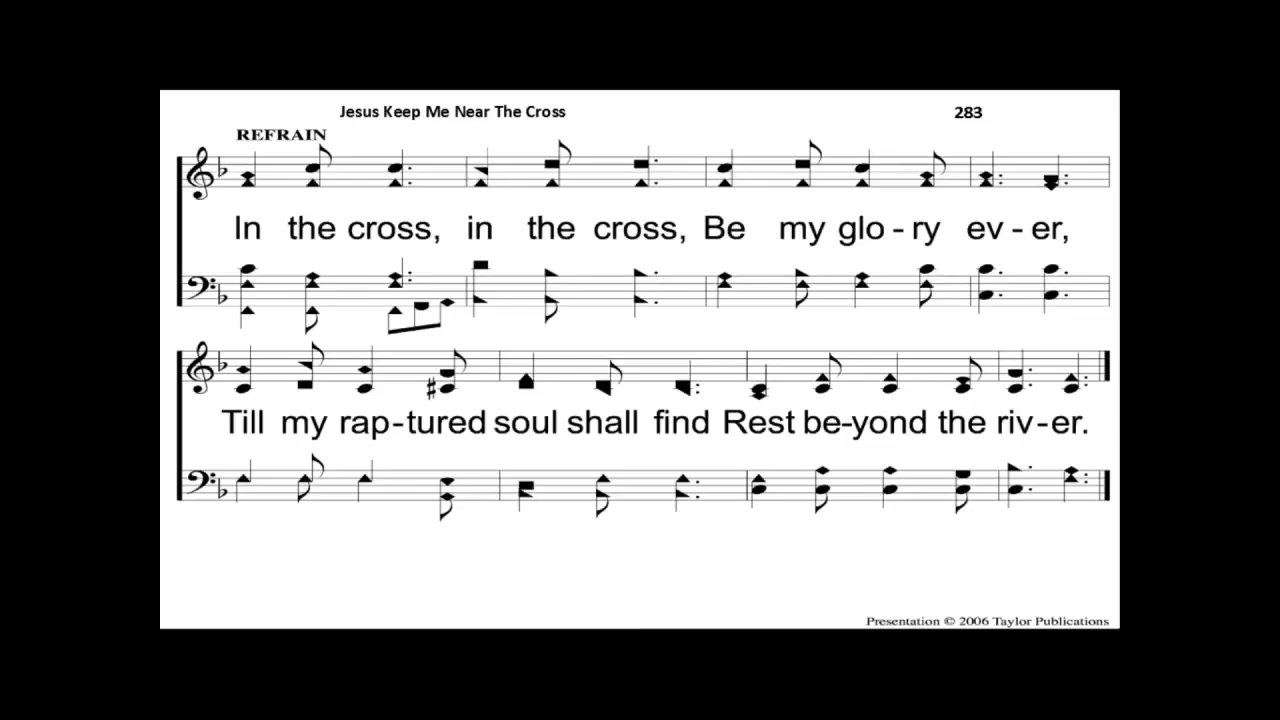 Jesus Keep Me Near The Cross 283
REFRAIN
In the cross, in the cross, Be my glo - ry ev - er,
Till my rap-tured soul shall find Rest be-yond the riv-er.
Presentation © 2006 Taylor Publications